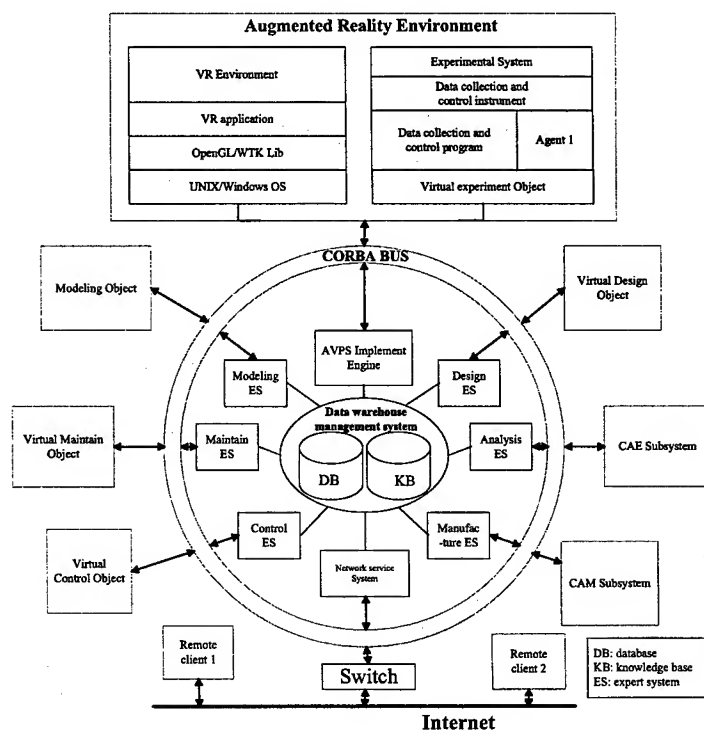 Augmented Reality Environment
VR Environment
VR application
OpenGL/WTK Lib
UNIX/Windows OS
Experimental System
Data collection and
control instrument
Data collection and
control program
Agent 1
Virtual experiment Object
CORBA BUS
Modeling Object
Virtual Design
Object
AVPS Implement
Engine
Modeling
ES
Design
ES
Data warehouse
management system
DB
KB
Virtual Maintain
Object
Maintain
ES
Analysis
ES
CAE Subsystem
Control
ES
Manufac
-ture ES
Virtual
Control Object
Network service
System
CAM Subsystem
Remote
client 1
Switch
Remote
client 2
DB: database
KB: knowledge base
ES: expert system
Internet